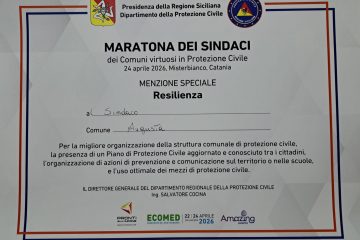 Presidenza della Regione Siciliana
Dipartimento della Protezione Civile
MARATONA DEI SINDACI
dei Comuni virtuosi in Protezione Civile
24 aprile 2026, Misterbianco, Catania
MENZIONE SPECIALE
Resilienza
al Sindaco
Comune Augusta
Per la migliore organizzazione della struttura comunale di protezione civile,
la presenza di un Piano di Protezione Civile aggiornato e conosciuto tra i cittadini,
l'organizzazione di azioni di prevenzione e comunicazione sul territorio o nelle scuole,
e l'uso ottimale dei mezzi di protezione civile.
IL DIRETTORE GENERALE DEL DIPARTIMENTO REGIONALE DELLA PROTEZIONE CIVILE
Ing. SALVATORE COCINA
ECOMED 22 - 24 APRILE 2026
Amazing